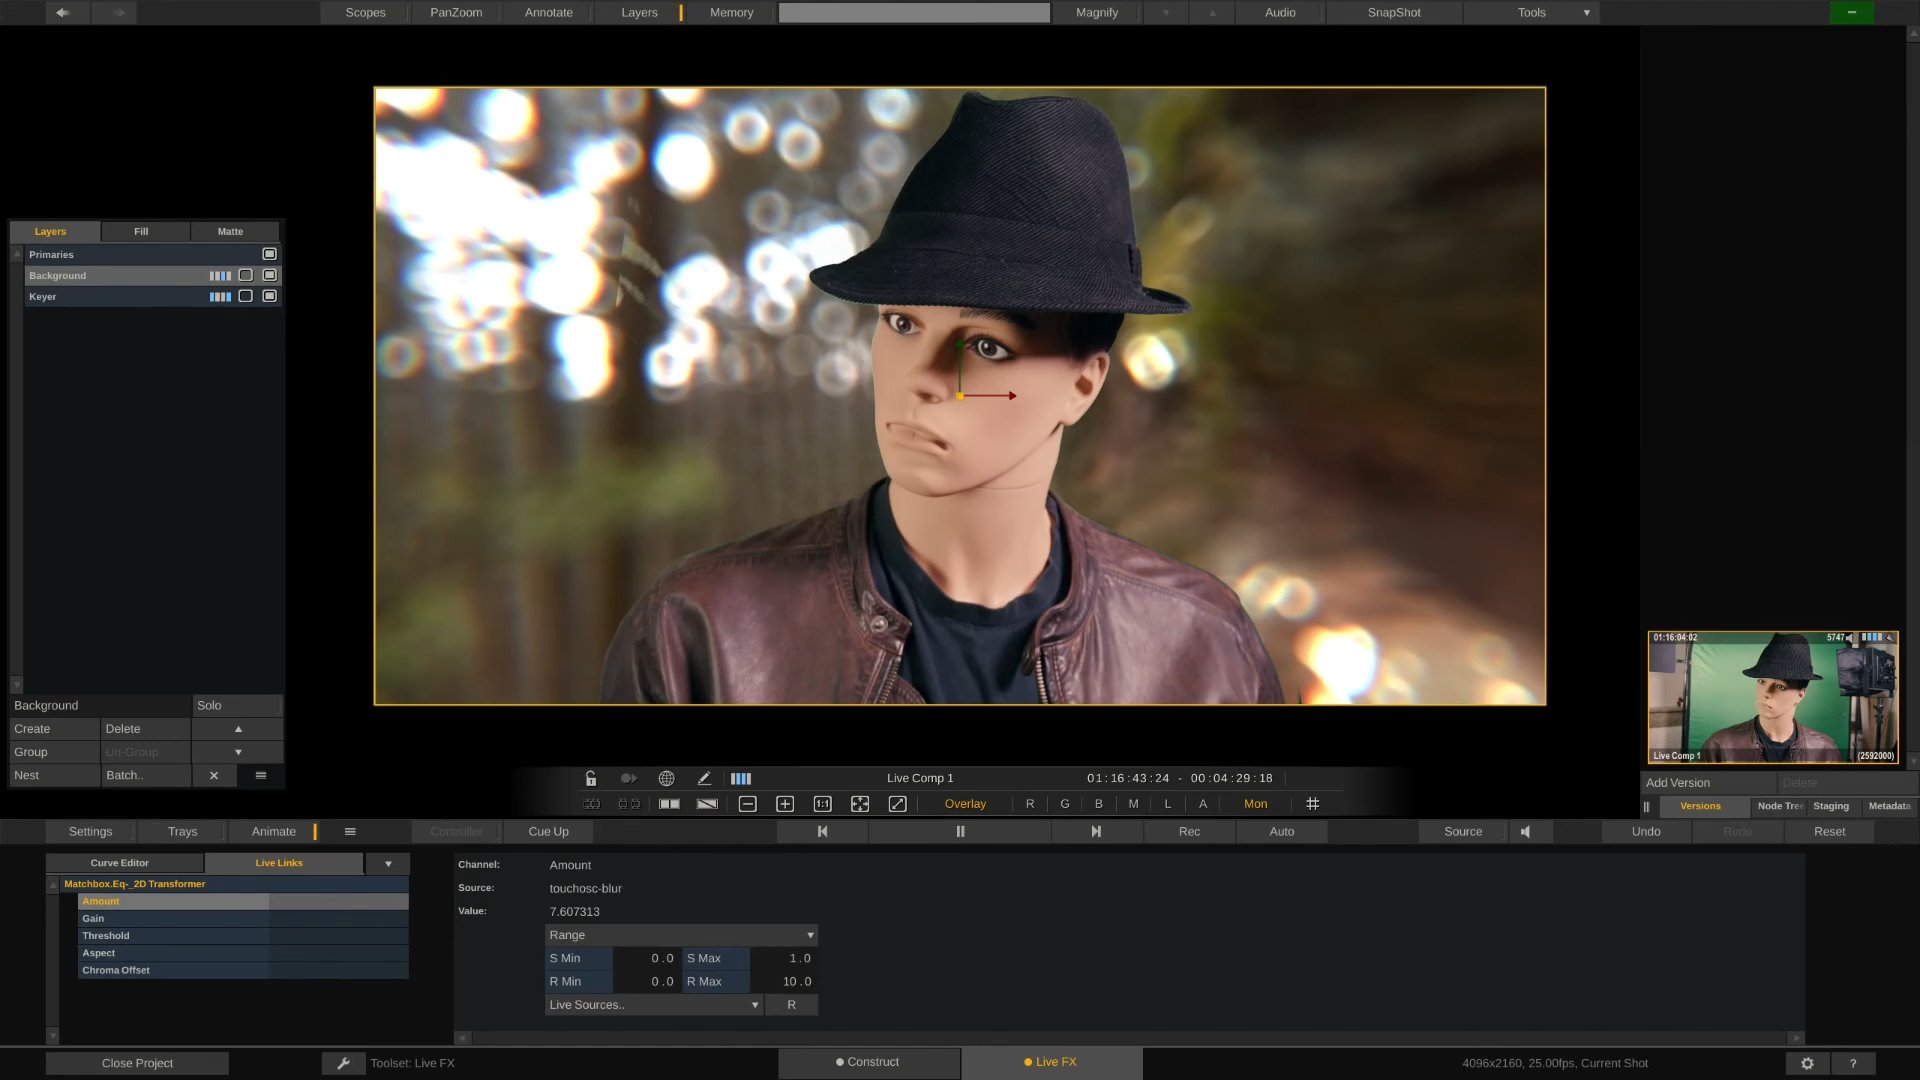 Scopes PanZoom Annotate Layers Memory Magnify Audio SnapShot Tools
Layers Fill Matte
Primaries
Background
Keyer
Background Solo
Create Delete
Group Un-Group
Nest Batch..
01:16:04:02 5747
Live Comp 1 (2592000)
Add Version Delete
Versions Node Tree Staging Metadata
Live Comp 1 01:16:43:24 - 00:04:29:18
1:1 Overlay R G B M L A Mon
Settings Trays Animate Controller Cue Up Rec Auto Source Undo Redo Reset
Curve Editor Live Links
Matchbox.Eq-_2D Transformer
Amount
Gain
Threshold
Aspect
Chroma Offset
Channel: Amount
Source: touchosc-blur
Value: 7.607313
Range
S Min 0.0 S Max 1.0
R Min 0.0 R Max 10.0
Live Sources.. R
Close Project Toolset: Live FX Construct Live FX 4096x2160, 25.00fps, Current Shot ?